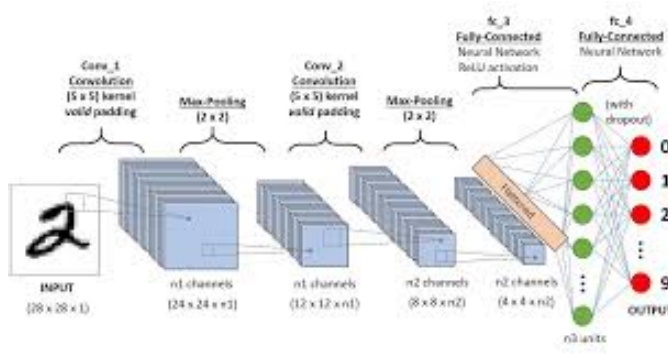 fc_3
Fully-Connected
Neural Network
ReLU activation
fc_4
Fully-Connected
Neural Network
Conv_1
Convolution
(5 x 5) kernel
valid padding
Max-Pooling
(2 x 2)
Conv_2
Convolution
(5 x 5) kernel
valid padding
Max-Pooling
(2 x 2)
(with
dropout)
Flattened
2
0
1
2
9
INPUT
(28 x 28 x 1)
n1 channels
(24 x 24 x n1)
n1 channels
(12 x 12 x n1)
n2 channels
(8 x 8 x n2)
n2 channels
(4 x 4 x n2)
OUTPUT
n3 units